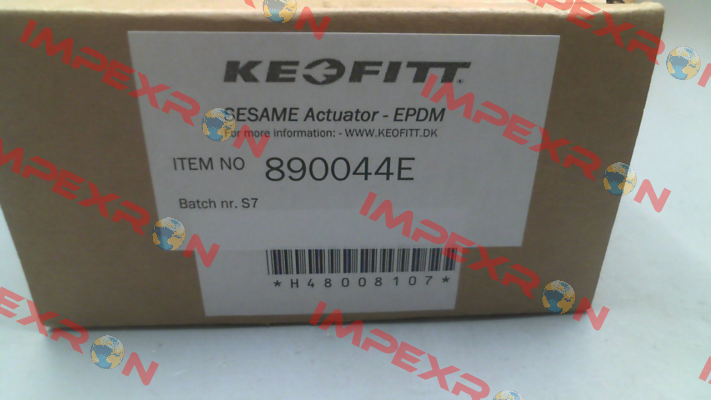 KEOFITT
SESAME Actuator - EPDM
For more information: - WWW.KEOFITT.DK
ITEM NO 890044E
Batch nr. S7
*H48008107*
IMPEXRON
IMPEXRON
IMPEXRON
IMPEXRON
IMPEXRON